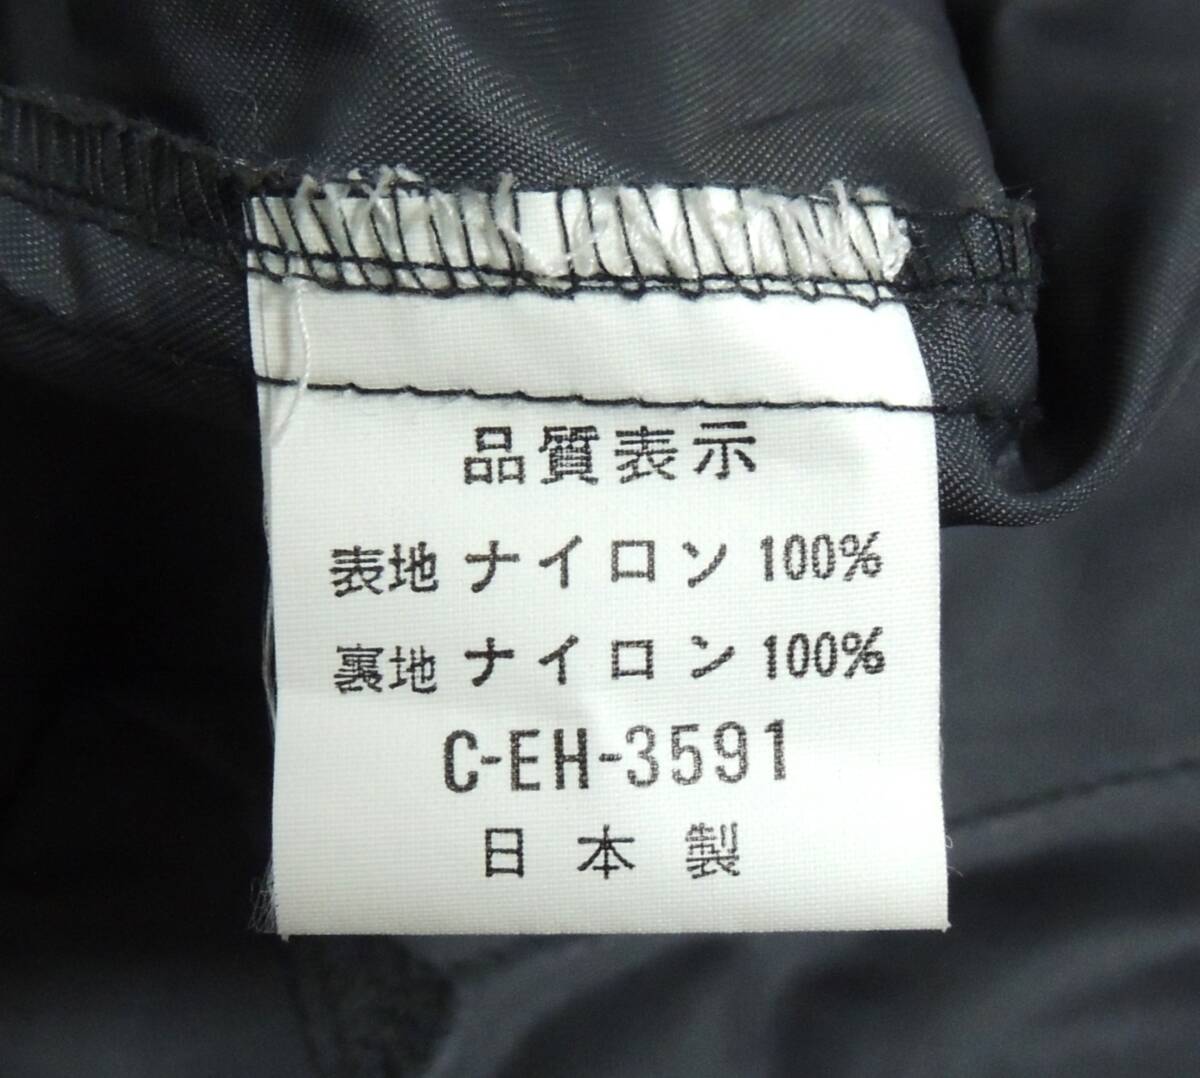 品質表示
表地 ナイロン 100%
裏地 ナイロン 100%
C-EH-3591
日本製